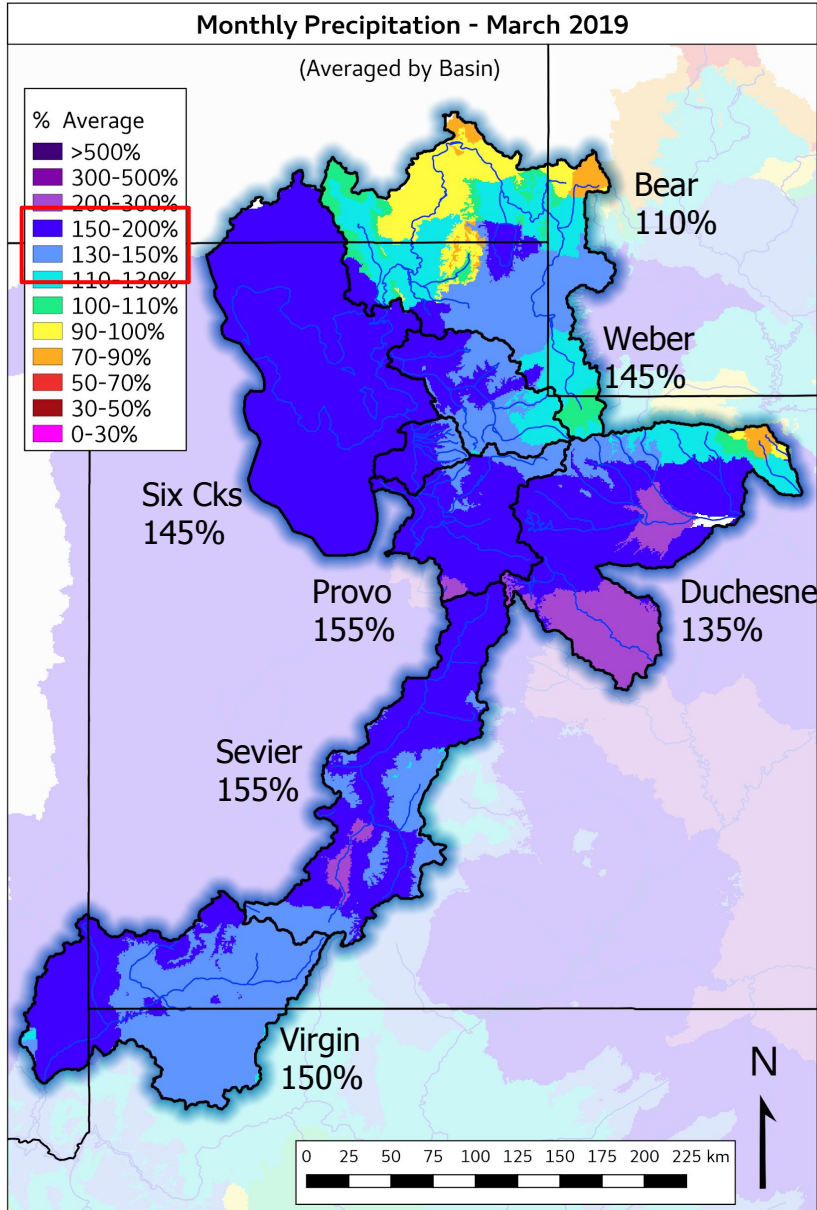 Monthly Precipitation - March 2019
(Averaged by Basin)
% Average
>500%
300-500%
200-300%
150-200%
130-150%
110-130%
100-110%
90-100%
70-90%
50-70%
30-50%
0-30%
Bear
110%
Weber
145%
Six Cks
145%
Provo
155%
Duchesne
135%
Sevier
155%
Virgin
150%
N
0 25 50 75 100 125 150 175 200 225 km